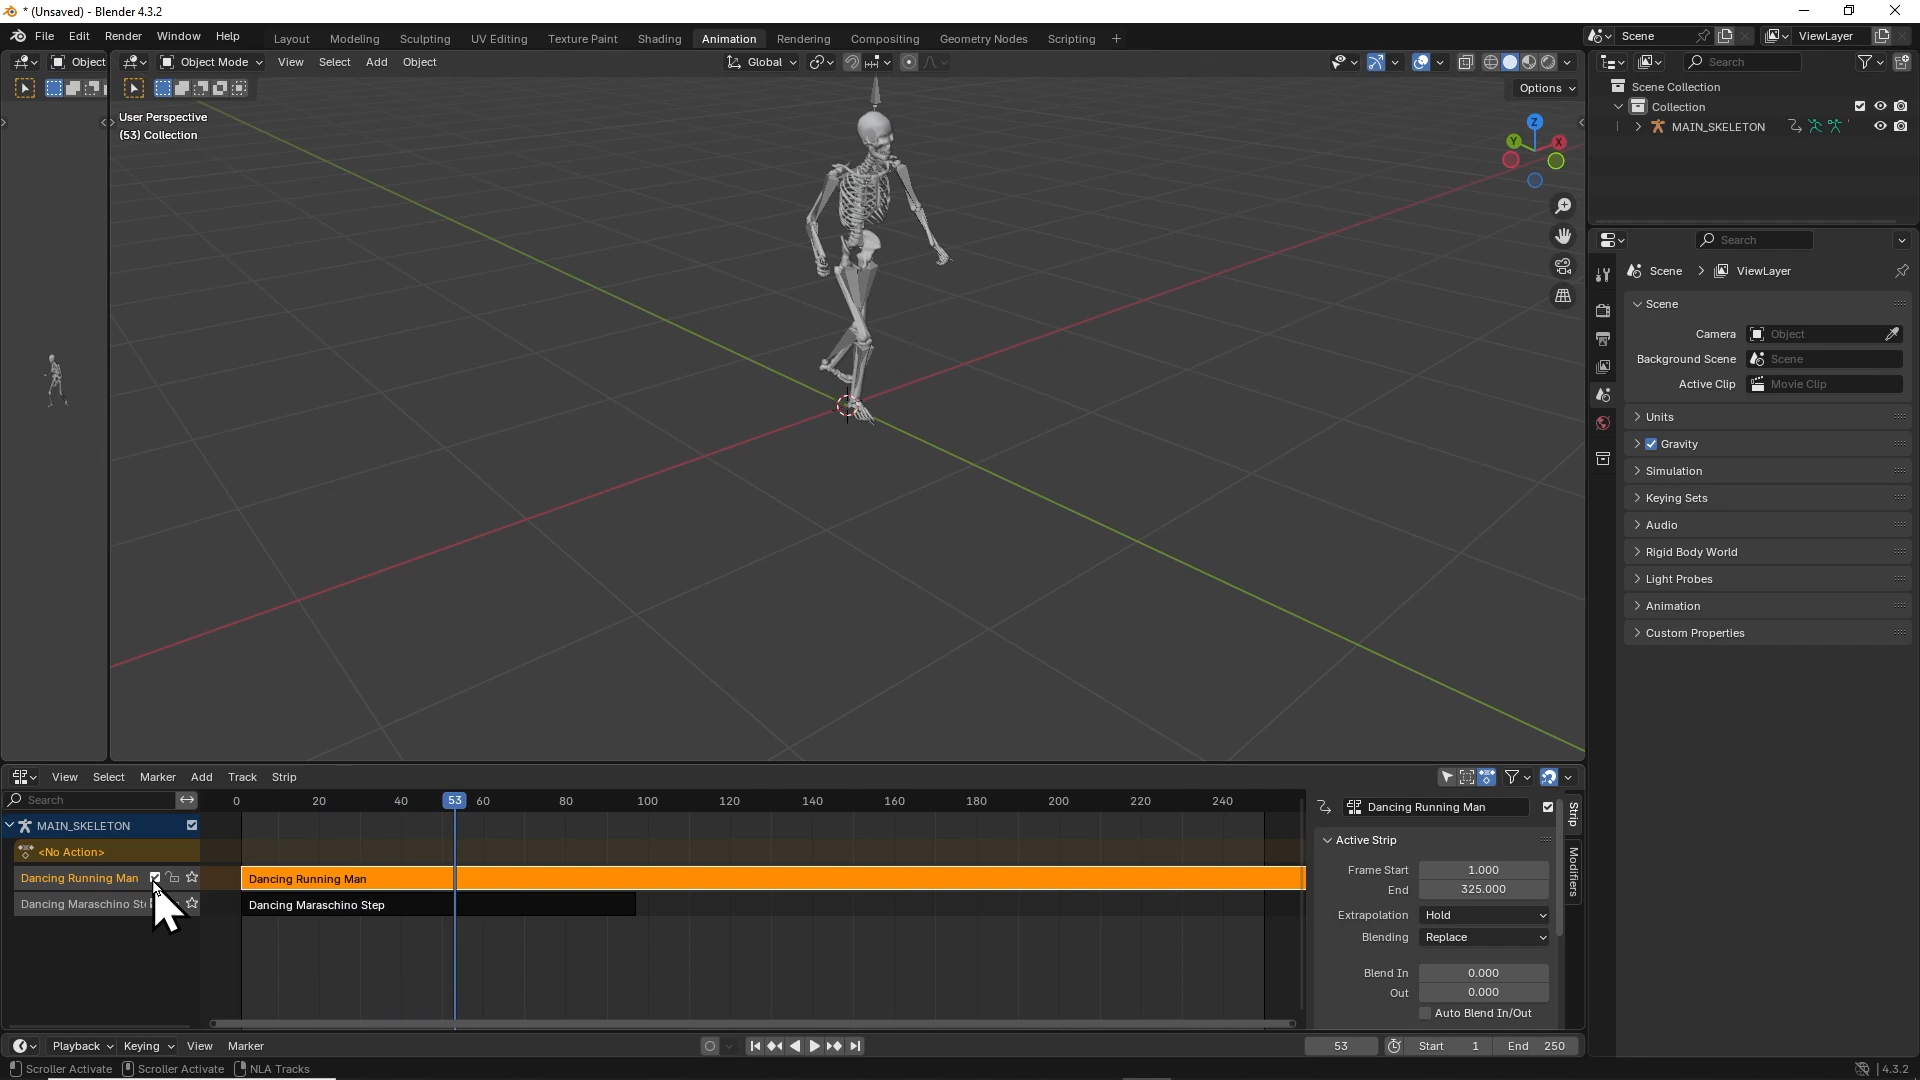 * (Unsaved) - Blender 4.3.2
File Edit Render Window Help
Layout Modeling Sculpting UV Editing Texture Paint Shading Animation Rendering Compositing Geometry Nodes Scripting +
Scene
ViewLayer
Object
Object Mode View Select Add Object
Global
Search
Options
User Perspective
(53) Collection
Z
Y
X
Scene Collection
Collection
MAIN_SKELETON
Search
Scene > ViewLayer
Scene
Camera Object
Background Scene Scene
Active Clip Movie Clip
Units
Gravity
Simulation
Keying Sets
Audio
Rigid Body World
Light Probes
Animation
Custom Properties
View Select Marker Add Track Strip
Search
0 20 40 53 60 80 100 120 140 160 180 200 220 240
MAIN_SKELETON
<No Action>
Dancing Running Man
Dancing Running Man
Dancing Maraschino Ste
Dancing Maraschino Step
Dancing Running Man
Active Strip
Frame Start 1.000
End 325.000
Extrapolation Hold
Blending Replace
Blend In 0.000
Out 0.000
Auto Blend In/Out
Strip
Modifiers
Playback Keying View Marker
53
Start 1 End 250
Scroller Activate Scroller Activate NLA Tracks
4.3.2